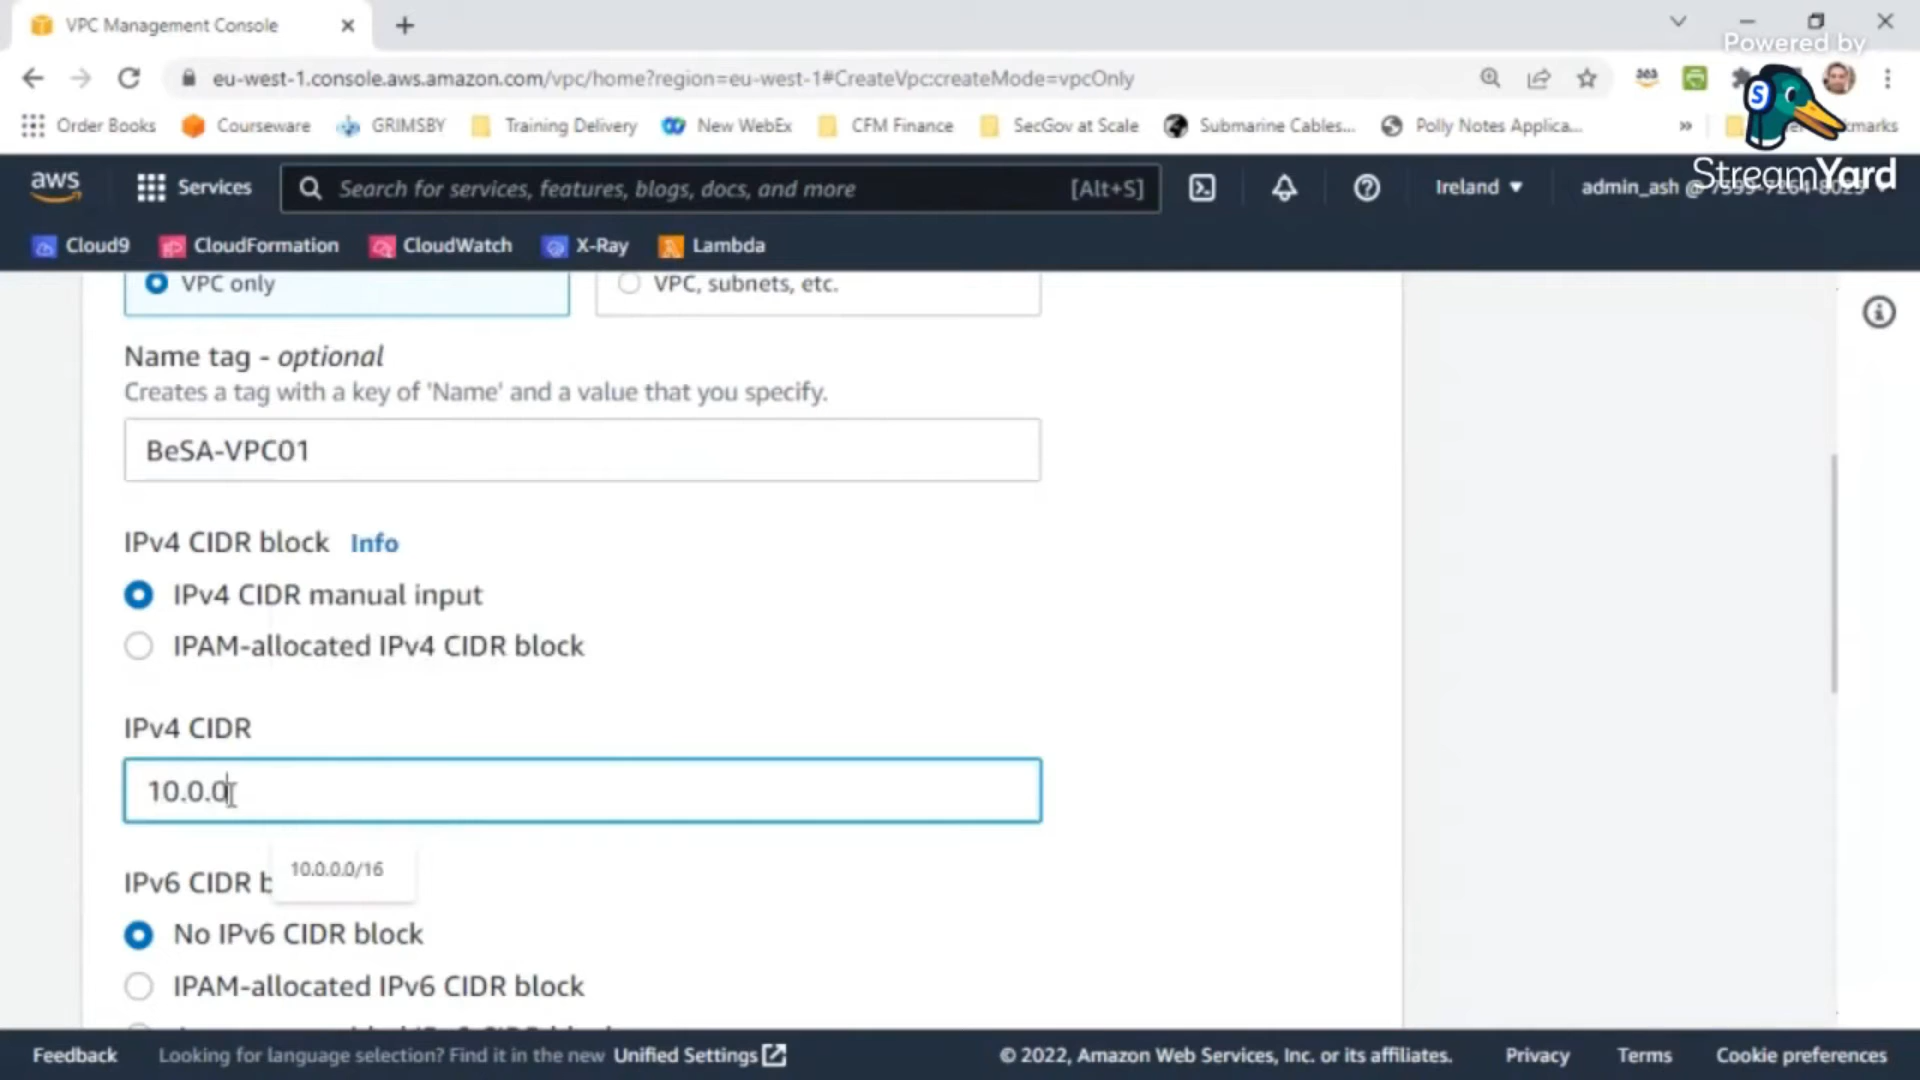 VPC Management Console
Powered by
eu-west-1.console.aws.amazon.com/vpc/home?region=eu-west-1#CreateVpc:createMode=vpcOnly
Order Books
Courseware
GRIMSBY
Training Delivery
New WebEx
CFM Finance
SecGov at Scale
Submarine Cables...
Polly Notes Applica...
»
StreamYard
aws
Services
Search for services, features, blogs, docs, and more
[Alt+S]
Ireland
admin_ash @
Cloud9
CloudFormation
CloudWatch
X-Ray
Lambda
VPC only
VPC, subnets, etc.
Name tag - optional
Creates a tag with a key of 'Name' and a value that you specify.
BeSA-VPC01
IPv4 CIDR block Info
IPv4 CIDR manual input
IPAM-allocated IPv4 CIDR block
IPv4 CIDR
10.0.0
10.0.0.0/16
IPv6 CIDR
No IPv6 CIDR block
IPAM-allocated IPv6 CIDR block
Feedback
Looking for language selection? Find it in the new Unified Settings
© 2022, Amazon Web Services, Inc. or its affiliates.
Privacy
Terms
Cookie preferences